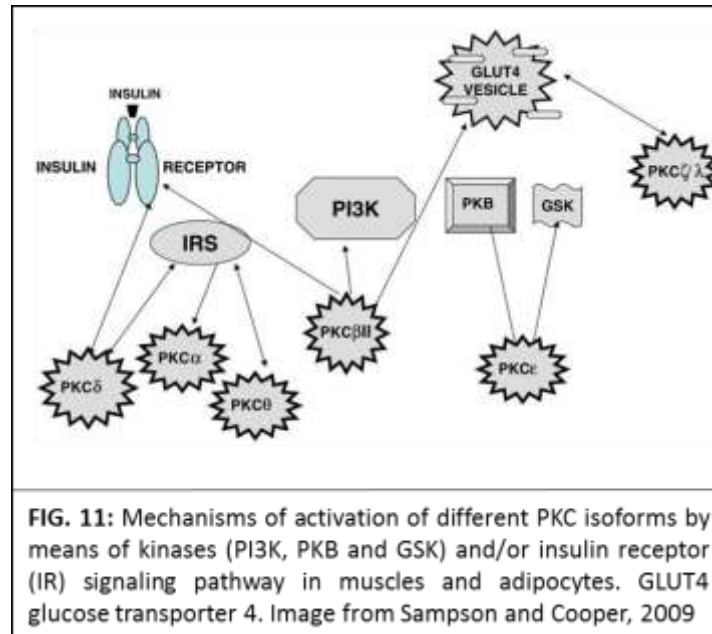 INSULIN
INSULIN RECEPTOR
GLUT4
VESICLE
PKCζ λ
PI3K
PKB
GSK
IRS
PKCδ
PKCα
PKCθ
PKCβII
PKCε
FIG. 11: Mechanisms of activation of different PKC isoforms by
means of kinases (PI3K, PKB and GSK) and/or insulin receptor
(IR) signaling pathway in muscles and adipocytes. GLUT4
glucose transporter 4. Image from Sampson and Cooper, 2009